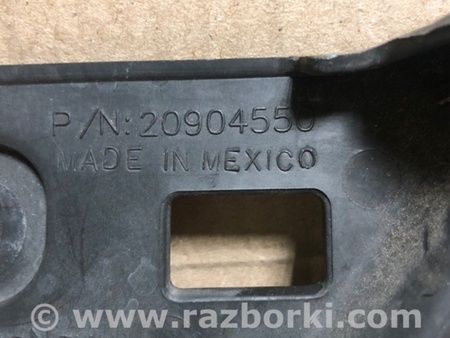 P/N: 20904550
MADE IN MEXICO
© www.razborki.com